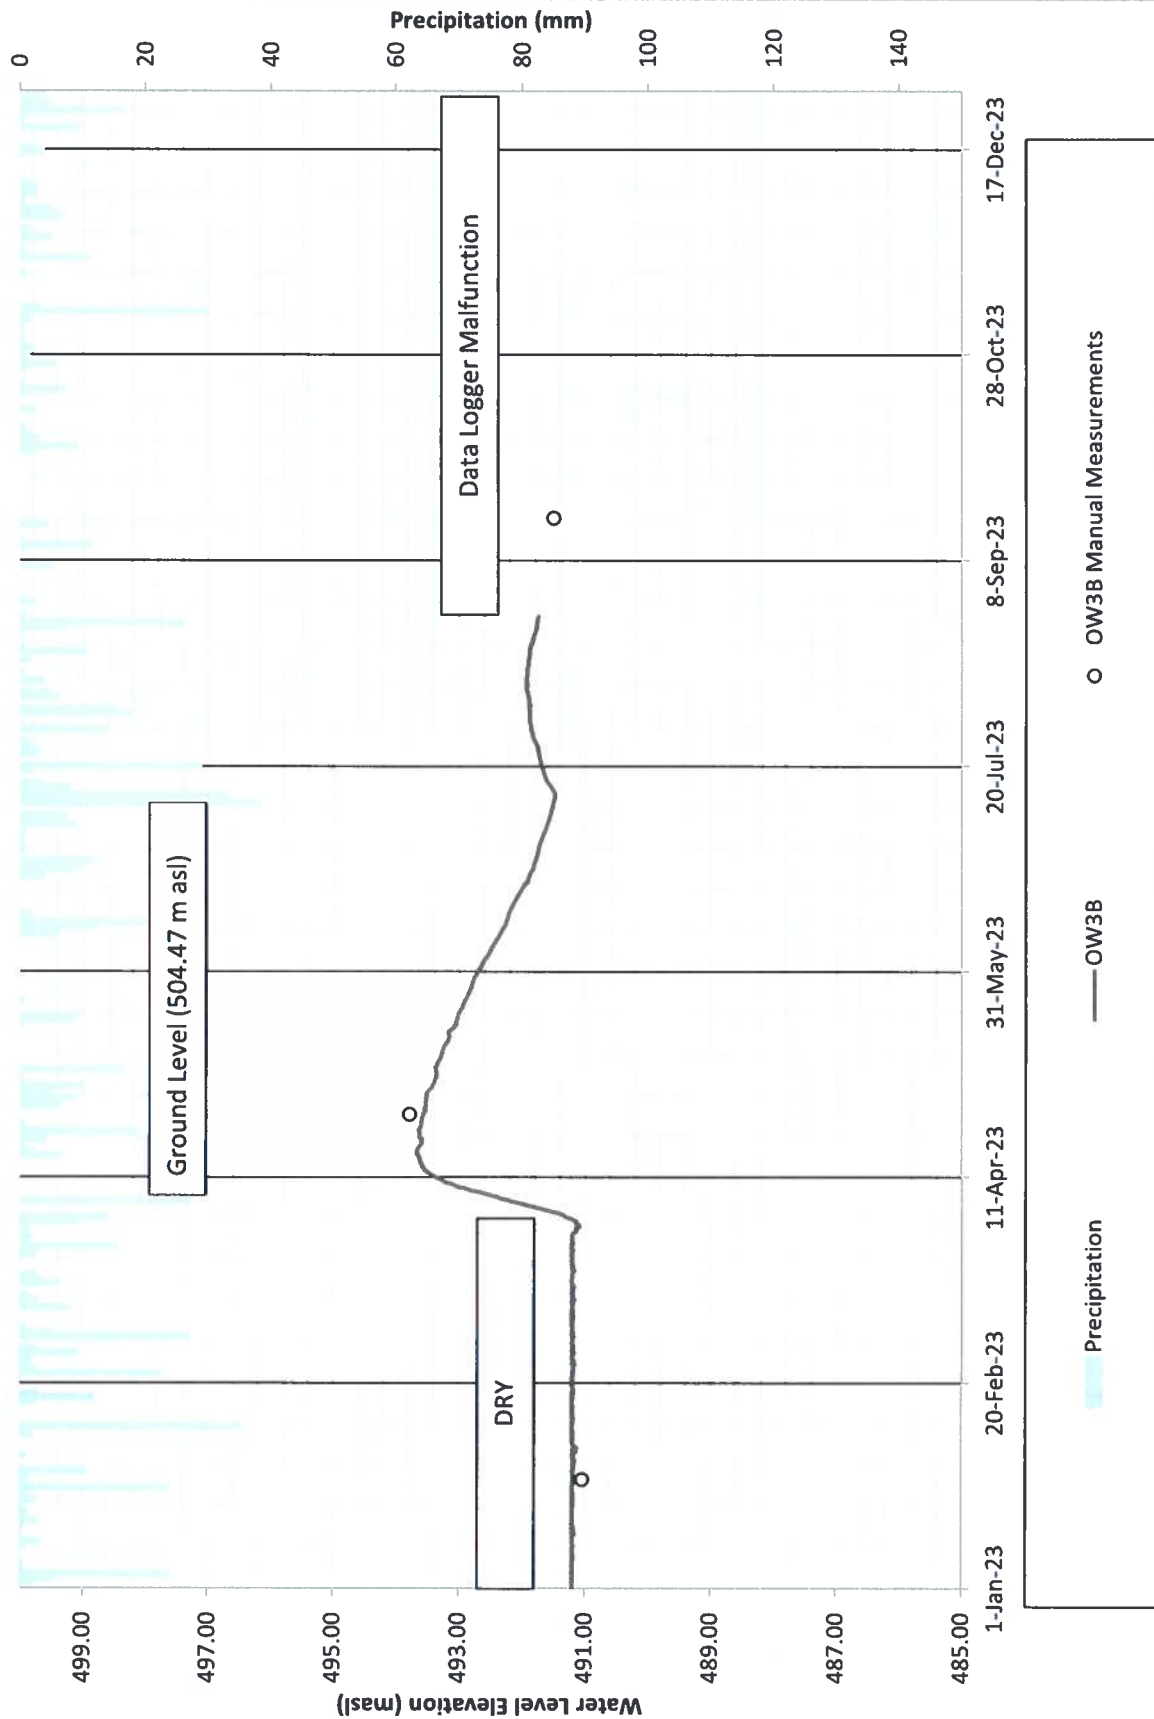 Water Level Elevation (masl)
499.00
497.00
495.00
493.00
491.00
489.00
487.00
485.00
Precipitation (mm)
0
20
40
60
80
100
120
140
Ground Level (504.47 m asl)
DRY
Data Logger Malfunction
1-Jan-23
20-Feb-23
11-Apr-23
31-May-23
20-Jul-23
8-Sep-23
28-Oct-23
17-Dec-23
Precipitation
OW3B
OW3B Manual Measurements